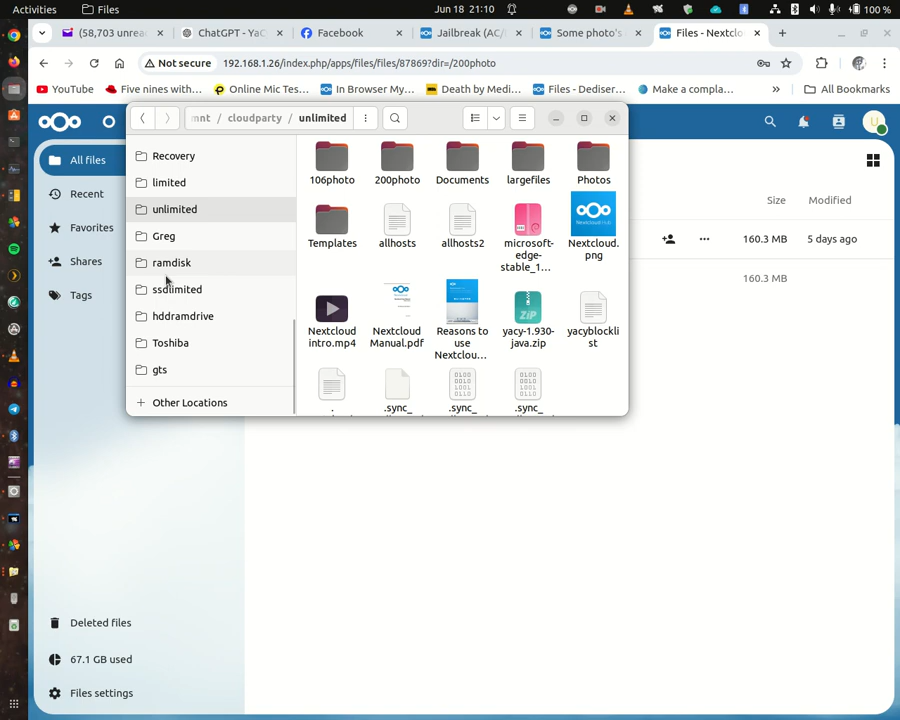 Activities
Files
Jun 18 21:10
100 %
(58,703 unrea
ChatGPT - YaC
Facebook
Jailbreak (AC/
Some photo's
Files - Nextclo
Not secure
192.168.1.26/index.php/apps/files/files/87869?dir=/200photo
YouTube
Five nines with...
Online Mic Tes...
In Browser My...
Death by Medi...
Files - Dediser...
Make a compla...
»
All Bookmarks
mnt / cloudparty / unlimited
U
All files
Recent
Favorites
Shares
Tags
Recovery
limited
unlimited
Greg
ramdisk
ssdlimited
hddramdrive
Toshiba
gts
+ Other Locations
106photo
200photo
Documents
largefiles
Photos
Templates
allhosts
allhosts2
microsoft-
edge-
stable_1...
Nextcloud.
png
Nextcloud
intro.mp4
Nextcloud
Manual.pdf
Reasons to
use
Nextclou...
ZiP
yacy-1.930-
java.zip
yacyblockli
st
.sync_
.sync_
.sync_
Size
Modified
160.3 MB
5 days ago
160.3 MB
Deleted files
67.1 GB used
Files settings